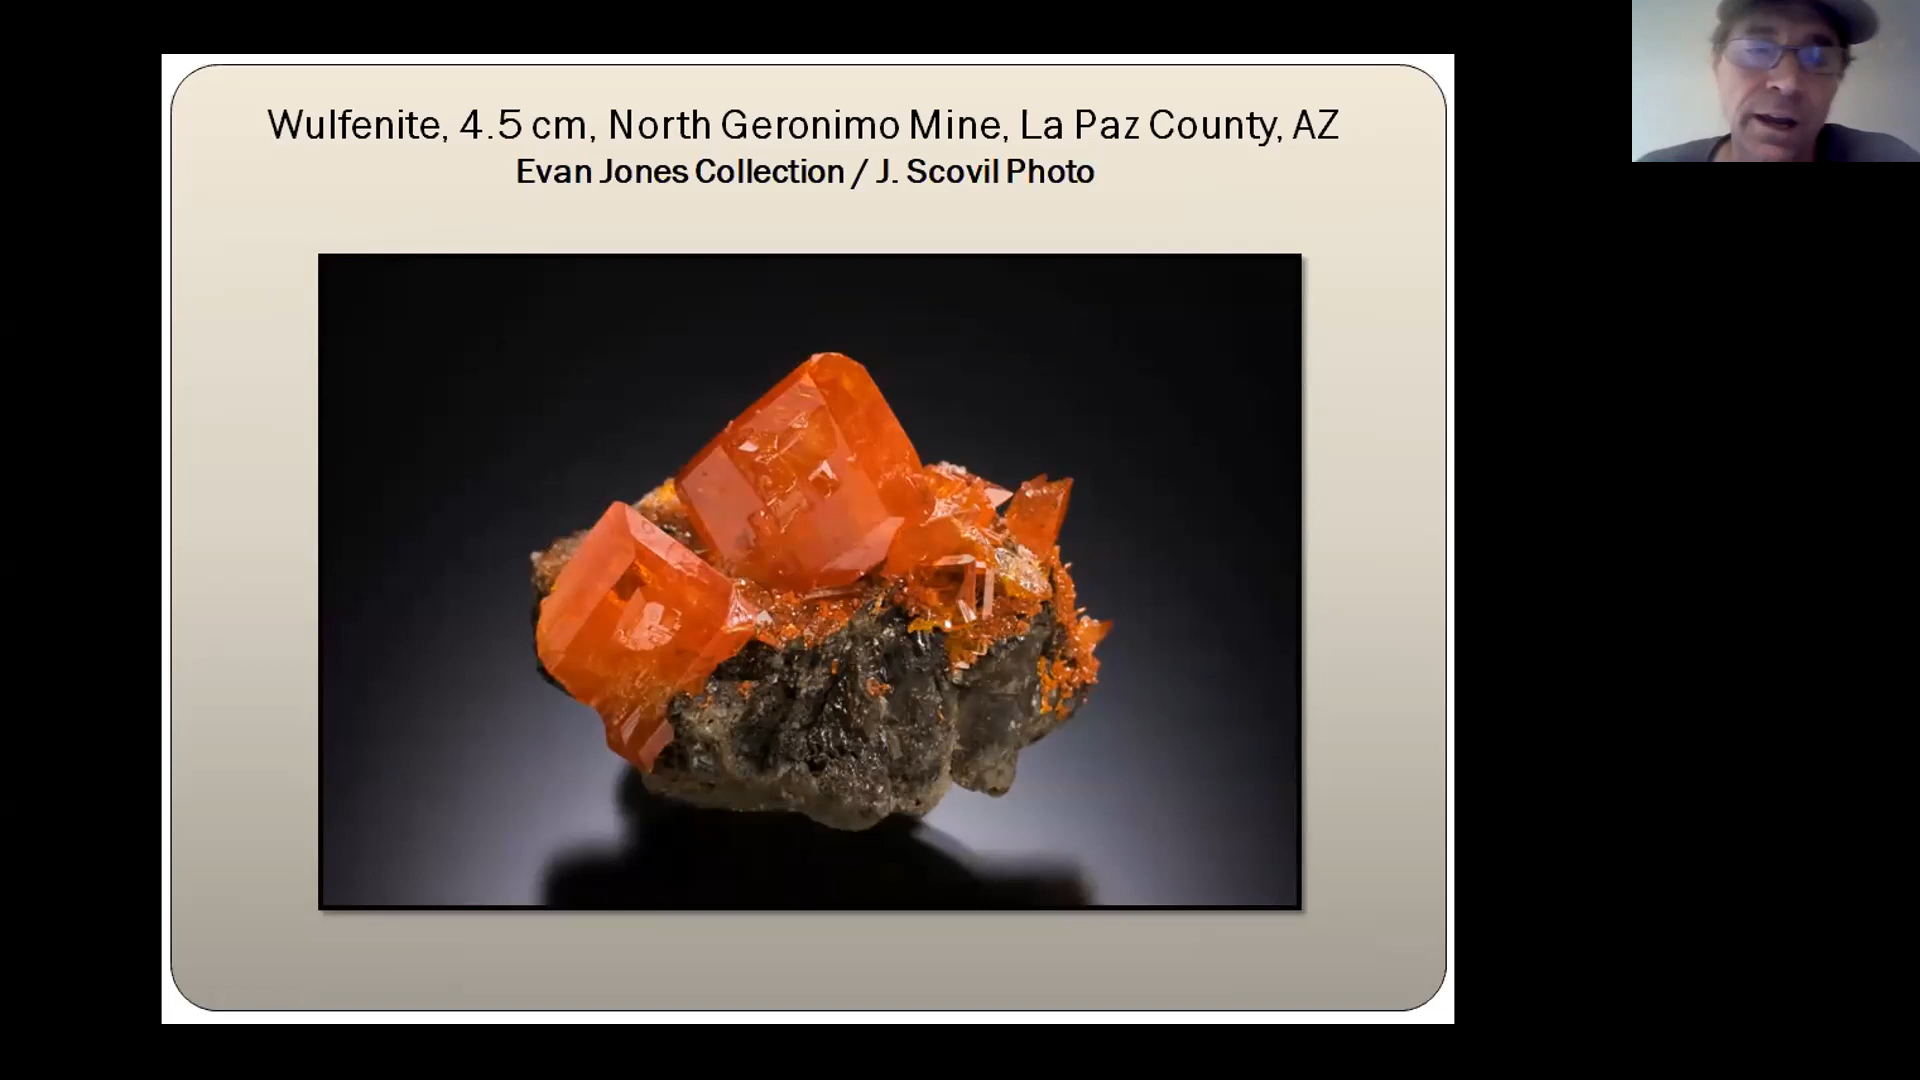 Wulfenite, 4.5 cm, North Geronimo Mine, La Paz County, AZ
Evan Jones Collection / J. Scovil Photo